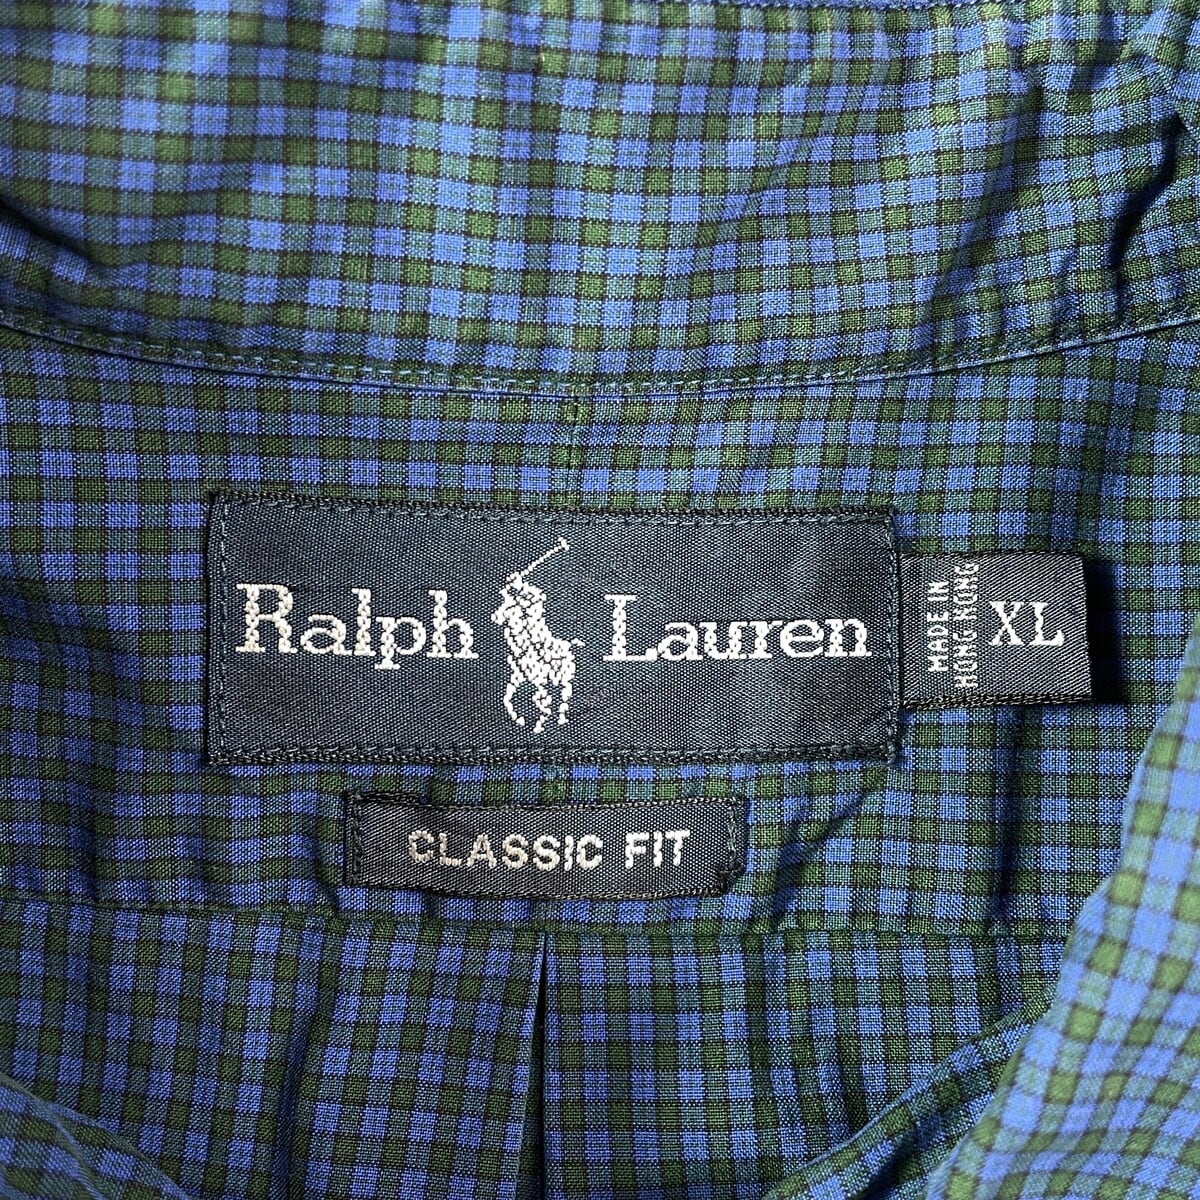 Ralph Lauren
MADE IN
HONG KONG
XL
CLASSIC FIT